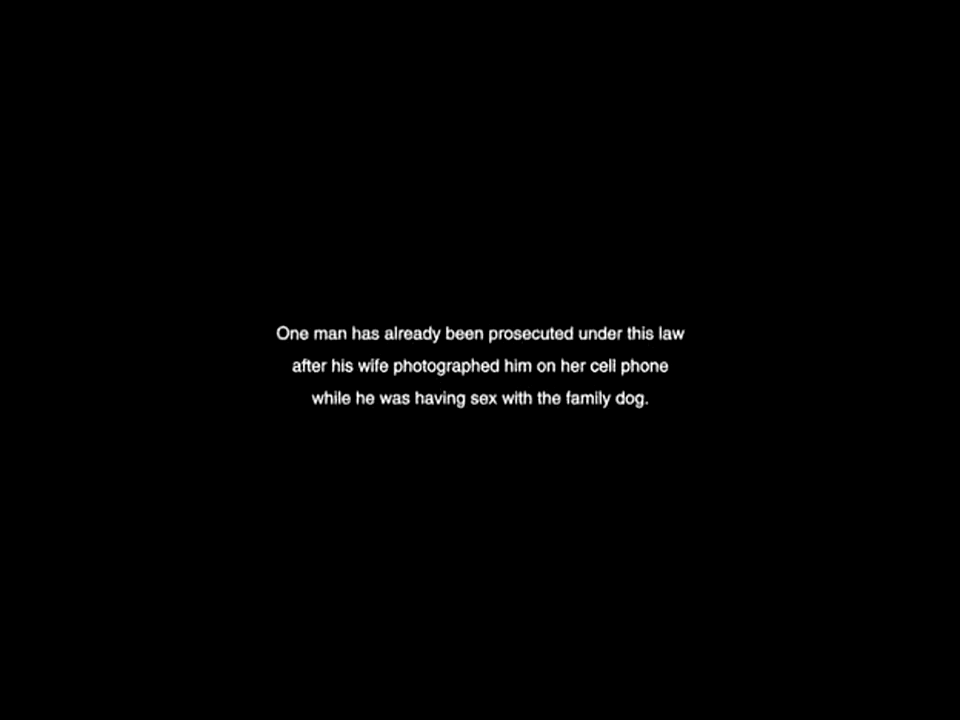 One man has already been prosecuted under this law
after his wife photographed him on her cell phone
while he was having sex with the family dog.